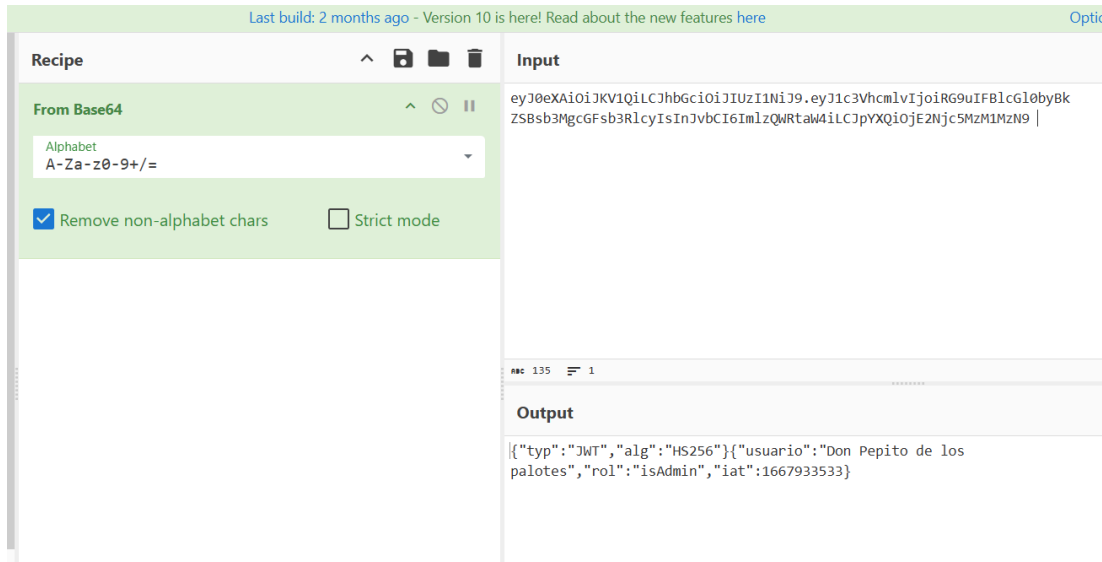 Last build: 2 months ago - Version 10 is here! Read about the new features here
Optic
Recipe
From Base64
Alphabet
A-Za-z0-9+/=
Remove non-alphabet chars
Strict mode
Input
eyJ0eXAiOiJKV1QiLCJhbGciOiJIUzI1NiJ9.eyJ1c3VhcmlvIjoiRG9uIFBlcGl0byBk
ZSBsb3MgcGFsb3RlcyIsInJvbCI6ImlzQWRtaW4iLCJpYXQiOjE2Njc5MzM1MzN9
ABC 135 1
Output
{"typ":"JWT","alg":"HS256"}{"usuario":"Don Pepito de los
palotes","rol":"isAdmin","iat":1667933533}